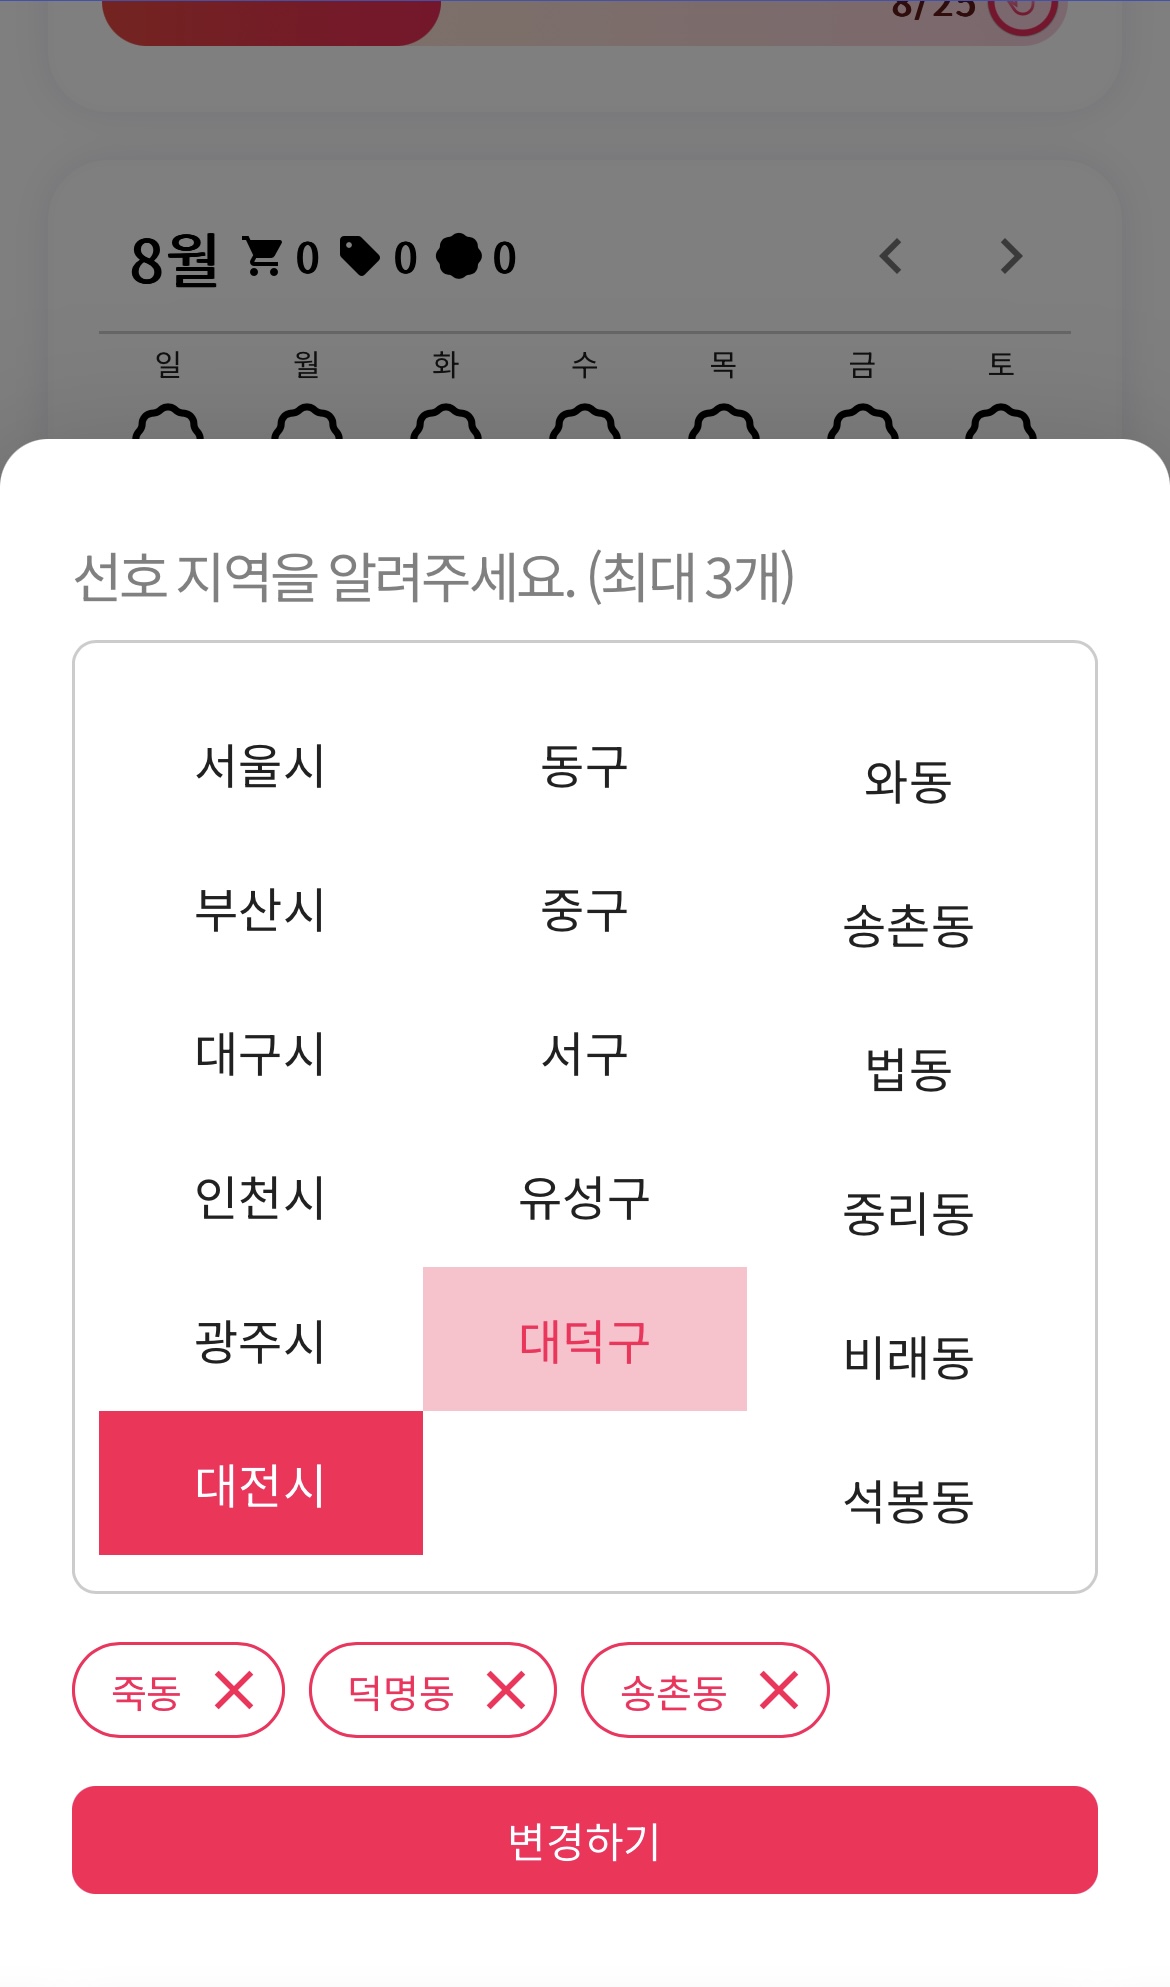 8/25
8월 0 0 0
일 월 화 수 목 금 토
선호 지역을 알려주세요. (최대 3개)
서울시 동구 와동
부산시 중구 송촌동
대구시 서구 법동
인천시 유성구 중리동
광주시 대덕구 비래동
대전시 석봉동
죽동 덕명동 송촌동
변경하기